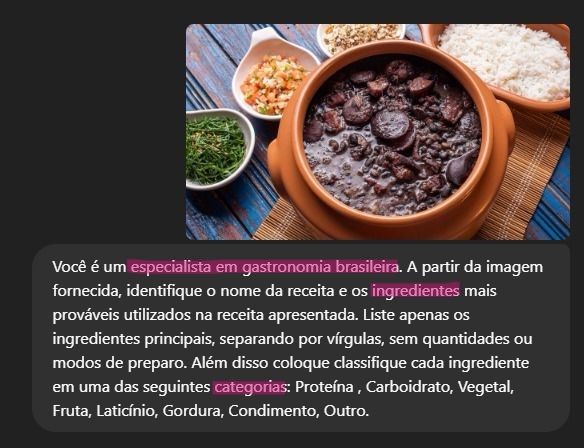 Você é um especialista em gastronomia brasileira. A partir da imagem
fornecida, identifique o nome da receita e os ingredientes mais
prováveis utilizados na receita apresentada. Liste apenas os
ingredientes principais, separando por vírgulas, sem quantidades ou
modos de preparo. Além disso coloque classifique cada ingrediente
em uma das seguintes categorias: Proteína , Carboidrato, Vegetal,
Fruta, Laticínio, Gordura, Condimento, Outro.